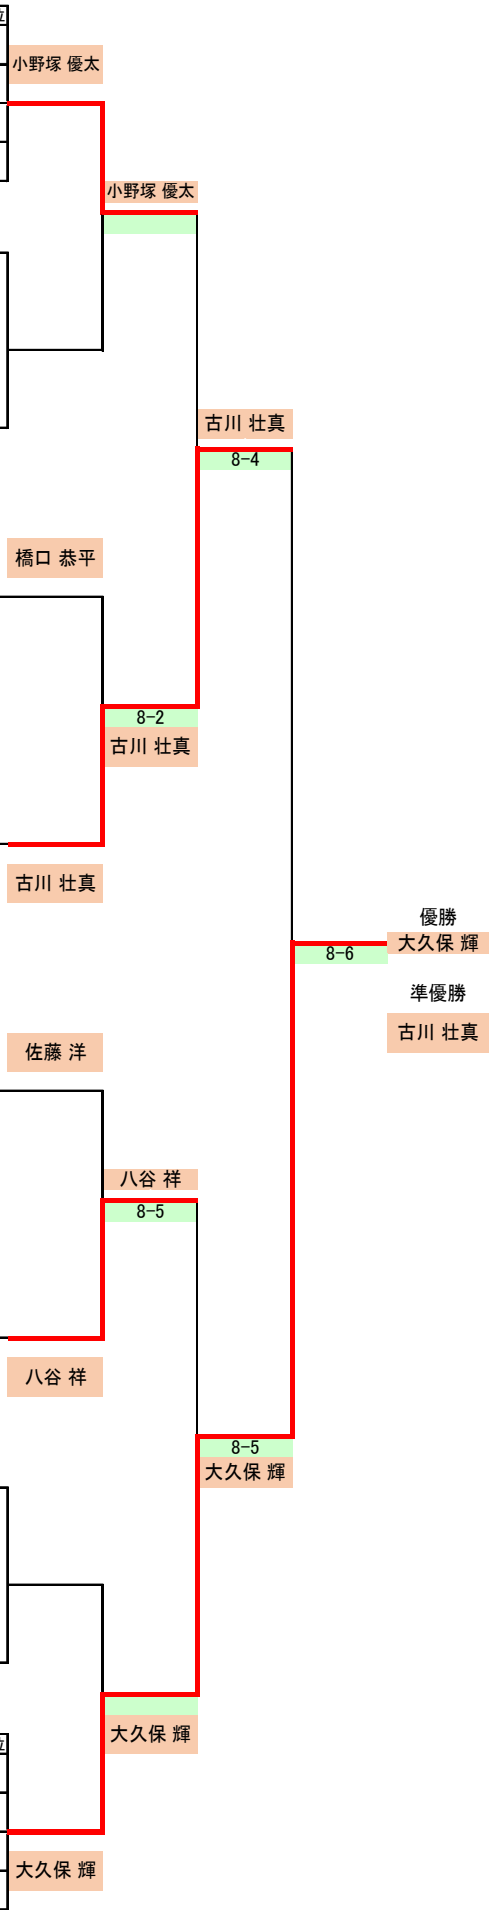 位
小野塚 優太
小野塚 優太
古川 壮真
8-4
橋口 恭平
8-2
古川 壮真
古川 壮真
優勝
大久保 輝
8-6
準優勝
古川 壮真
佐藤 洋
八谷 祥
8-5
八谷 祥
8-5
大久保 輝
大久保 輝
位
大久保 輝